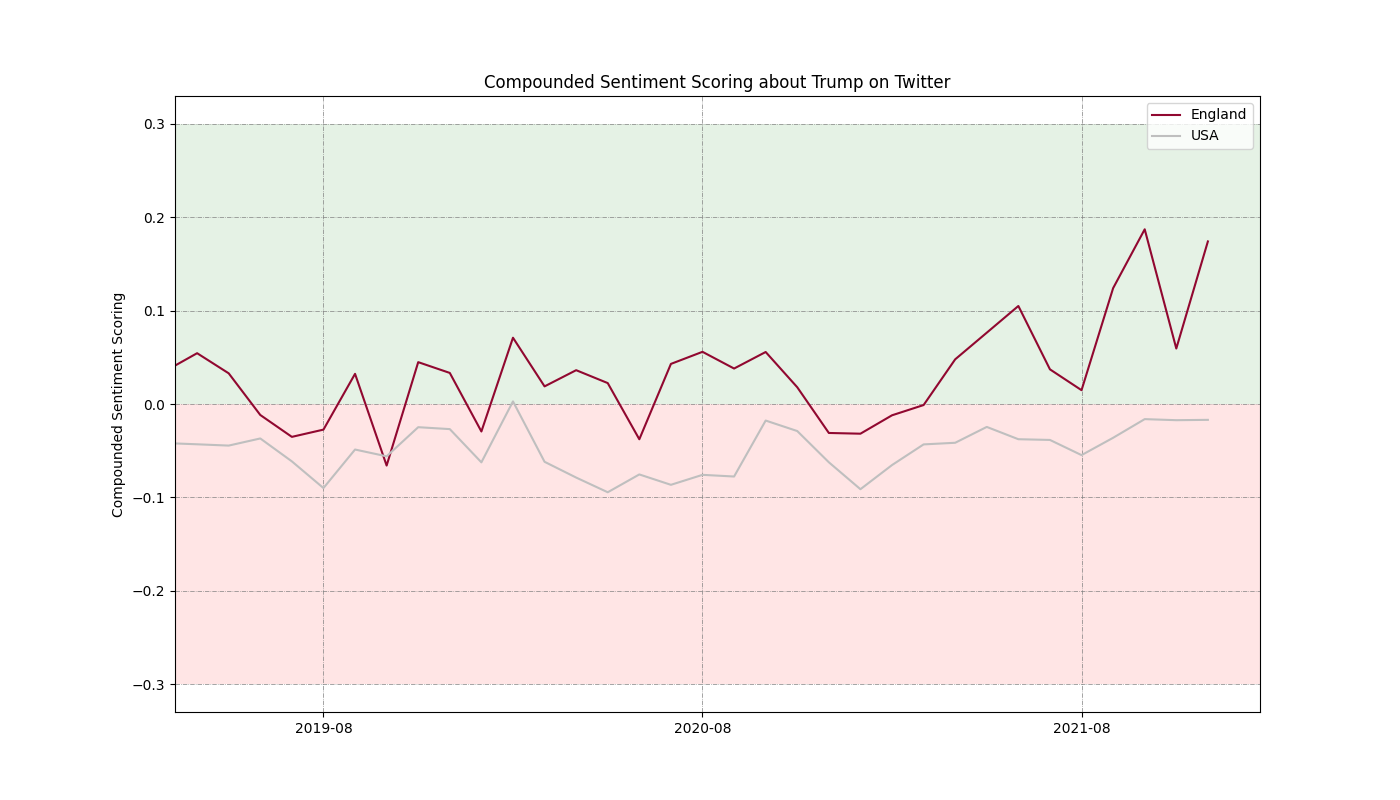 Compounded Sentiment Scoring about Trump on Twitter
England
USA
0.3
0.2
0.1
0.0
−0.1
−0.2
−0.3
Compounded Sentiment Scoring
2019-08
2020-08
2021-08